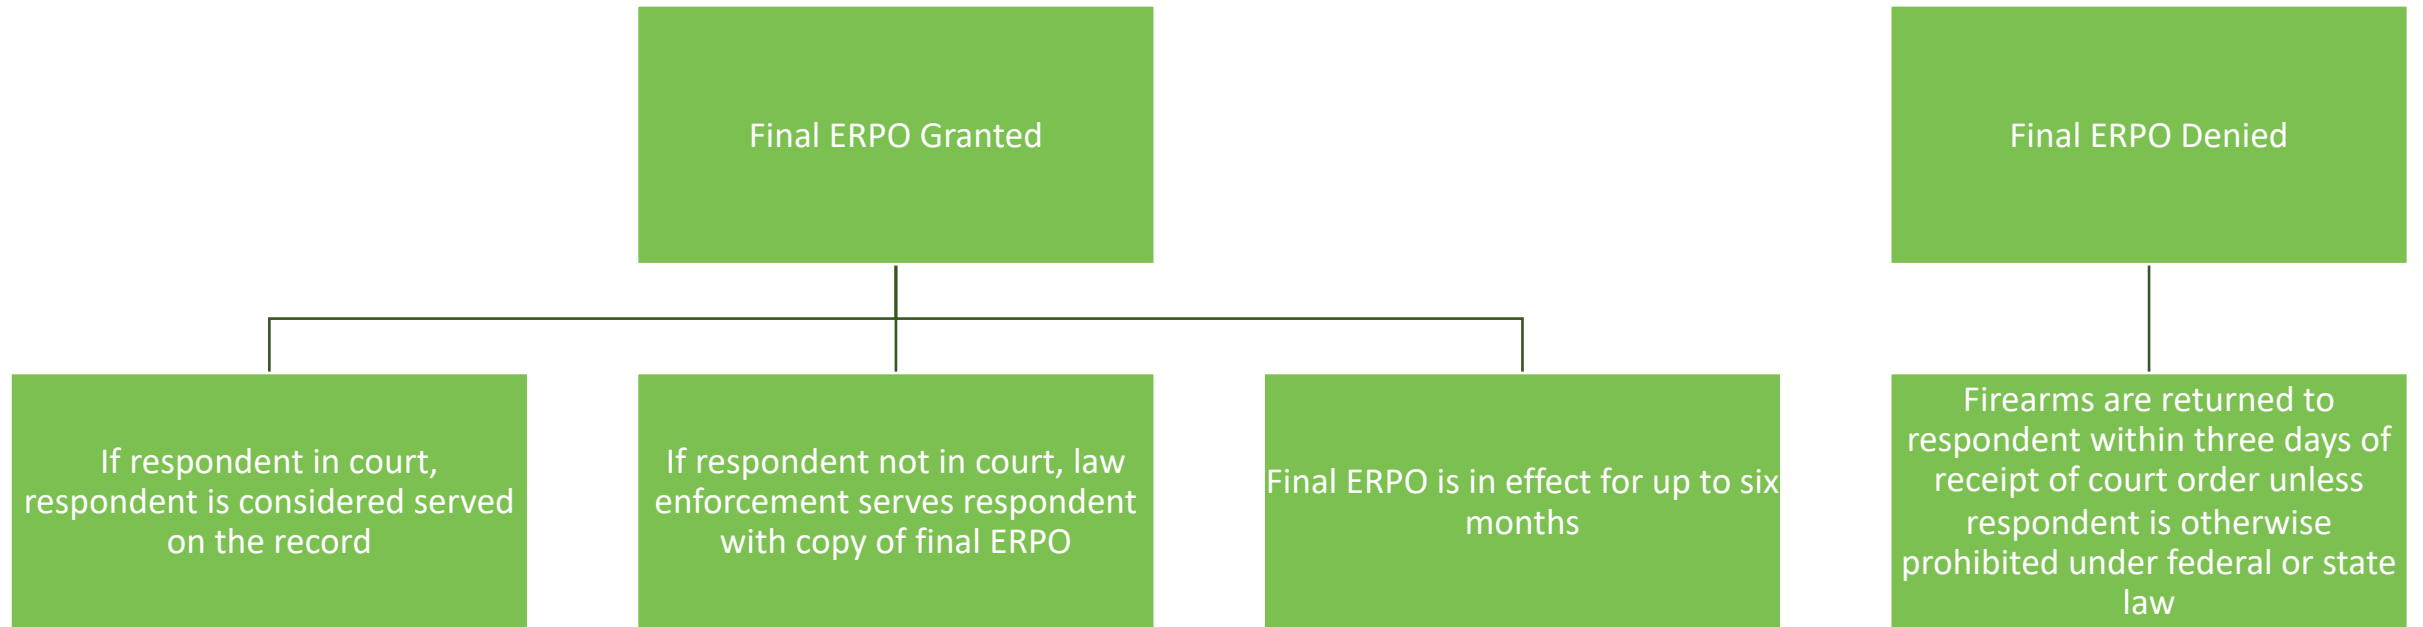 Final ERPO Granted
Final ERPO Denied
If respondent in court,
respondent is considered served
on the record
If respondent not in court, law
enforcement serves respondent
with copy of final ERPO
Final ERPO is in effect for up to six
months
Firearms are returned to
respondent within three days of
receipt of court order unless
respondent is otherwise
prohibited under federal or state
law